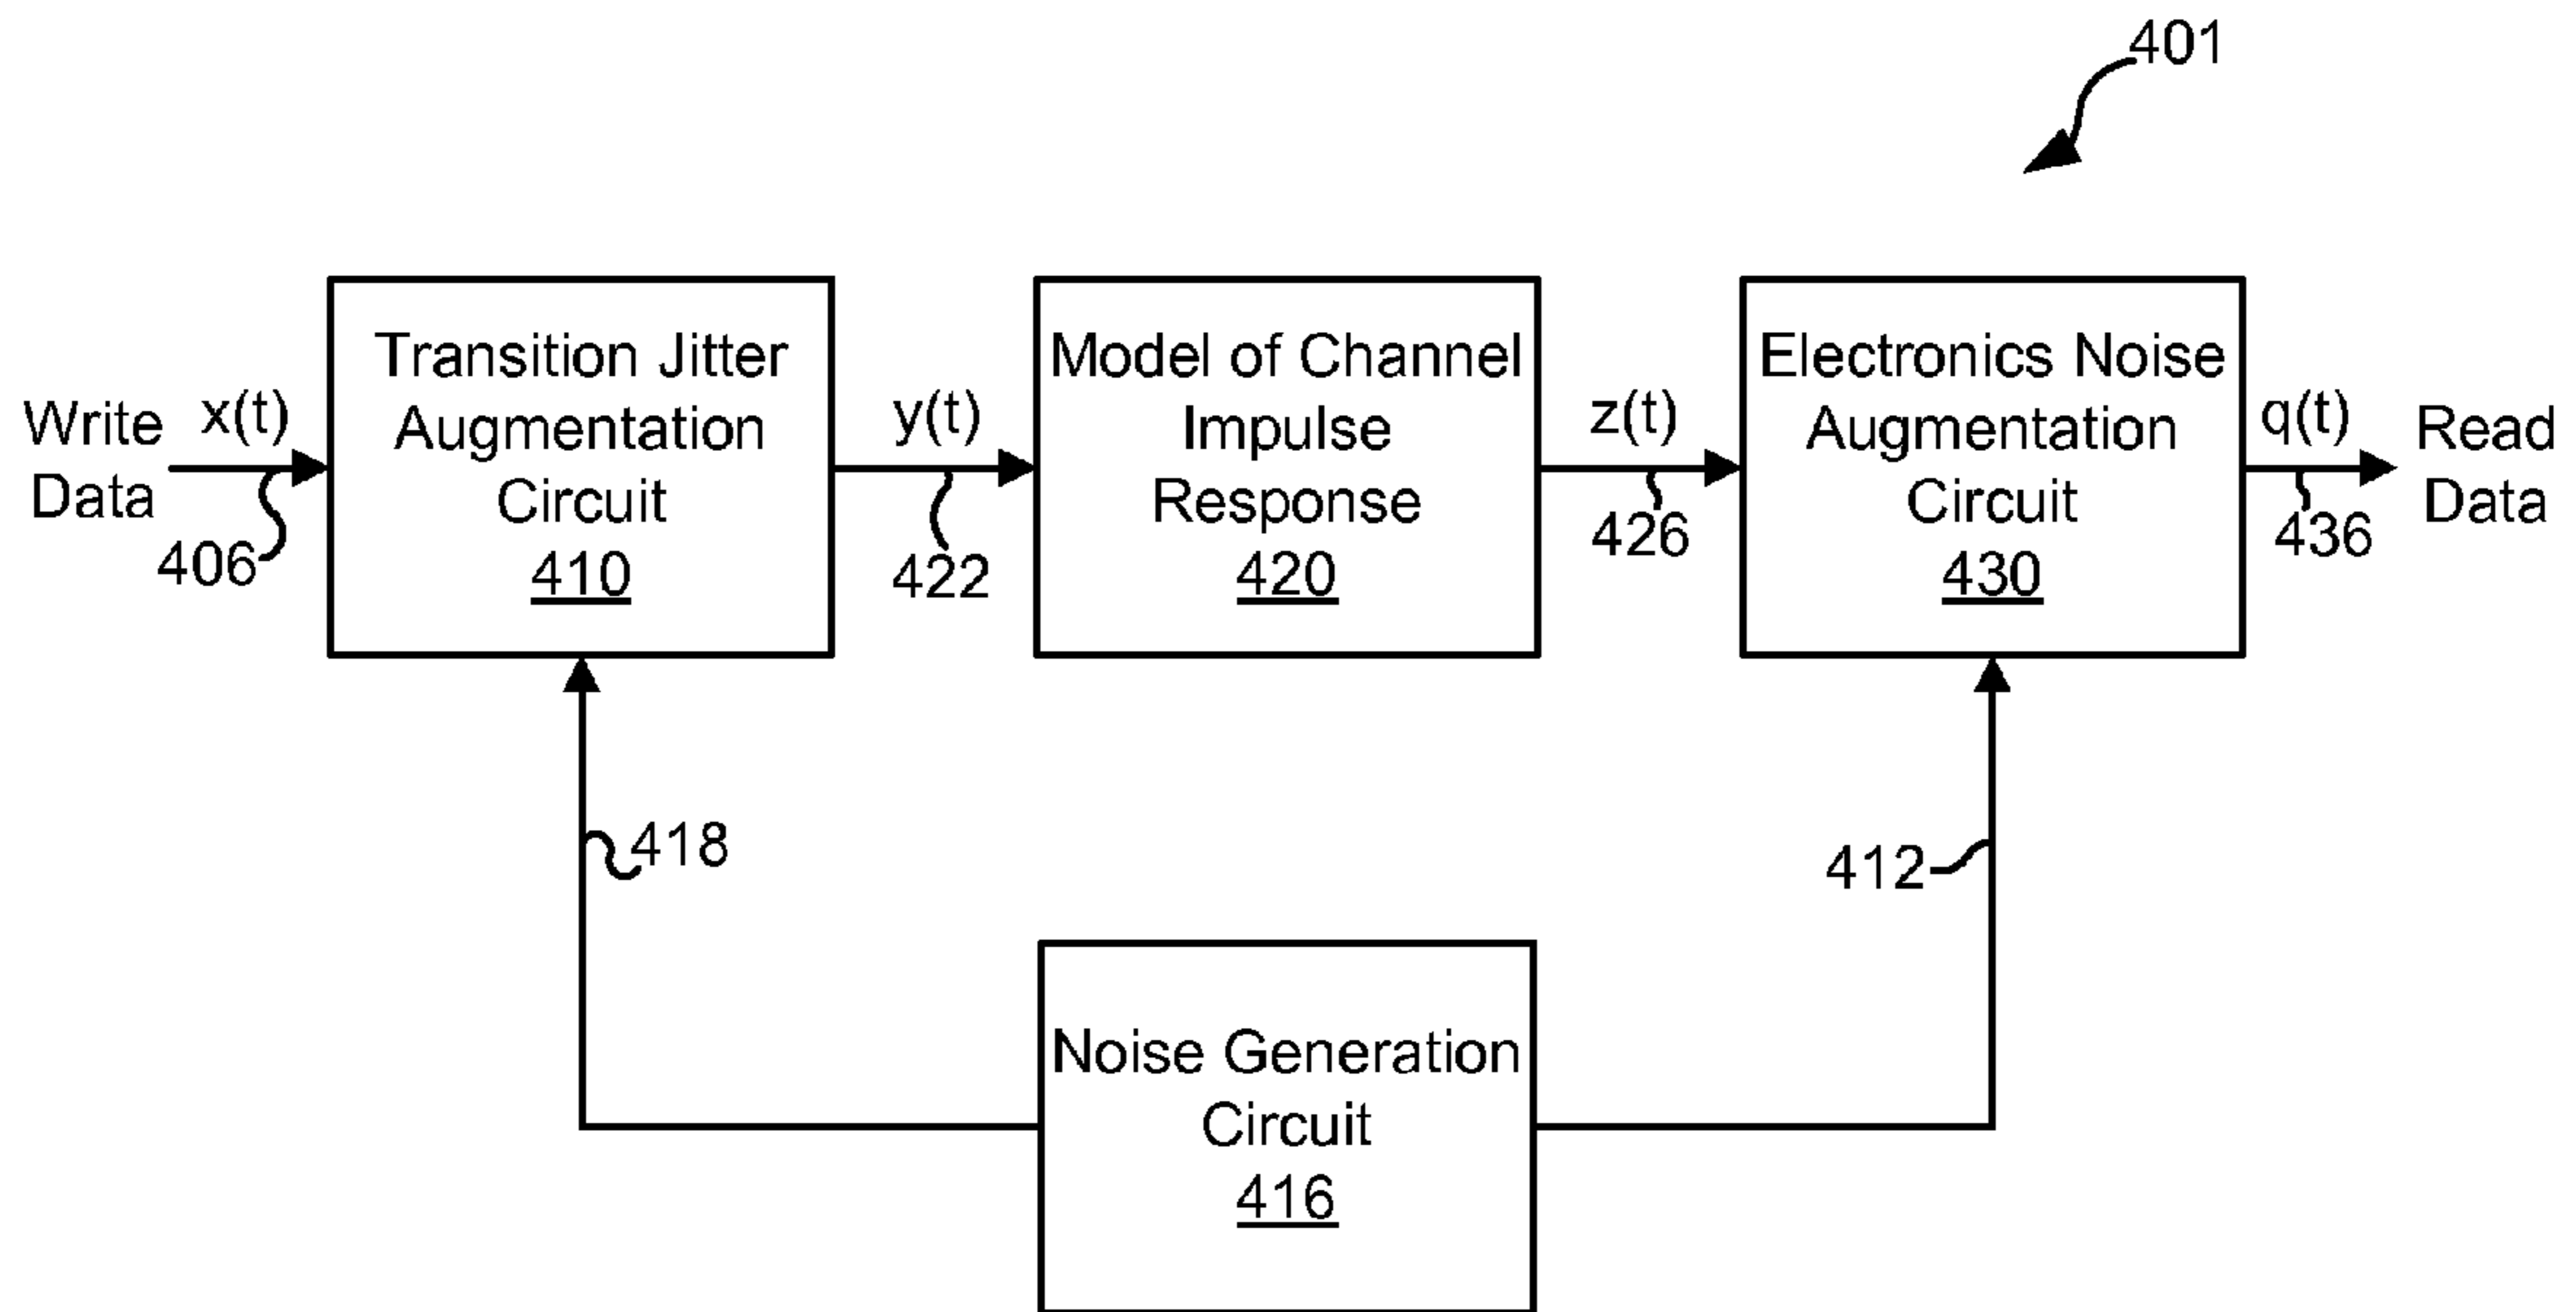 401
Write
Data
x(t)
406
Transition Jitter
Augmentation
Circuit
410
y(t)
422
Model of Channel
Impulse
Response
420
z(t)
426
Electronics Noise
Augmentation
Circuit
430
q(t)
436
Read
Data
418
412
Noise Generation
Circuit
416